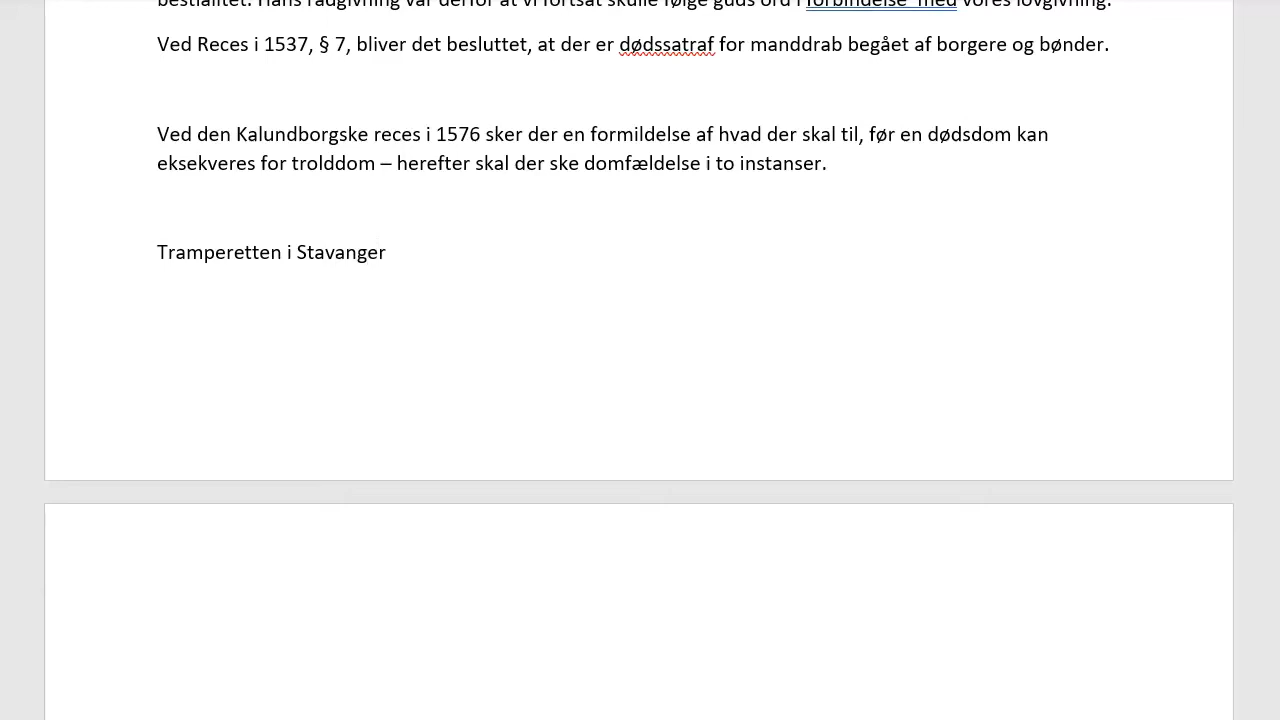 bestialitet. Hans rådgivning var derfor at vi fortsat skulle følge guds ord i forbindelse  med vores lovgivning.
Ved Reces i 1537, § 7, bliver det besluttet, at der er dødssatraf for manddrab begået af borgere og bønder.
Ved den Kalundborgske reces i 1576 sker der en formildelse af hvad der skal til, før en dødsdom kan
eksekveres for trolddom – herefter skal der ske domfældelse i to instanser.
Tramperetten i Stavanger